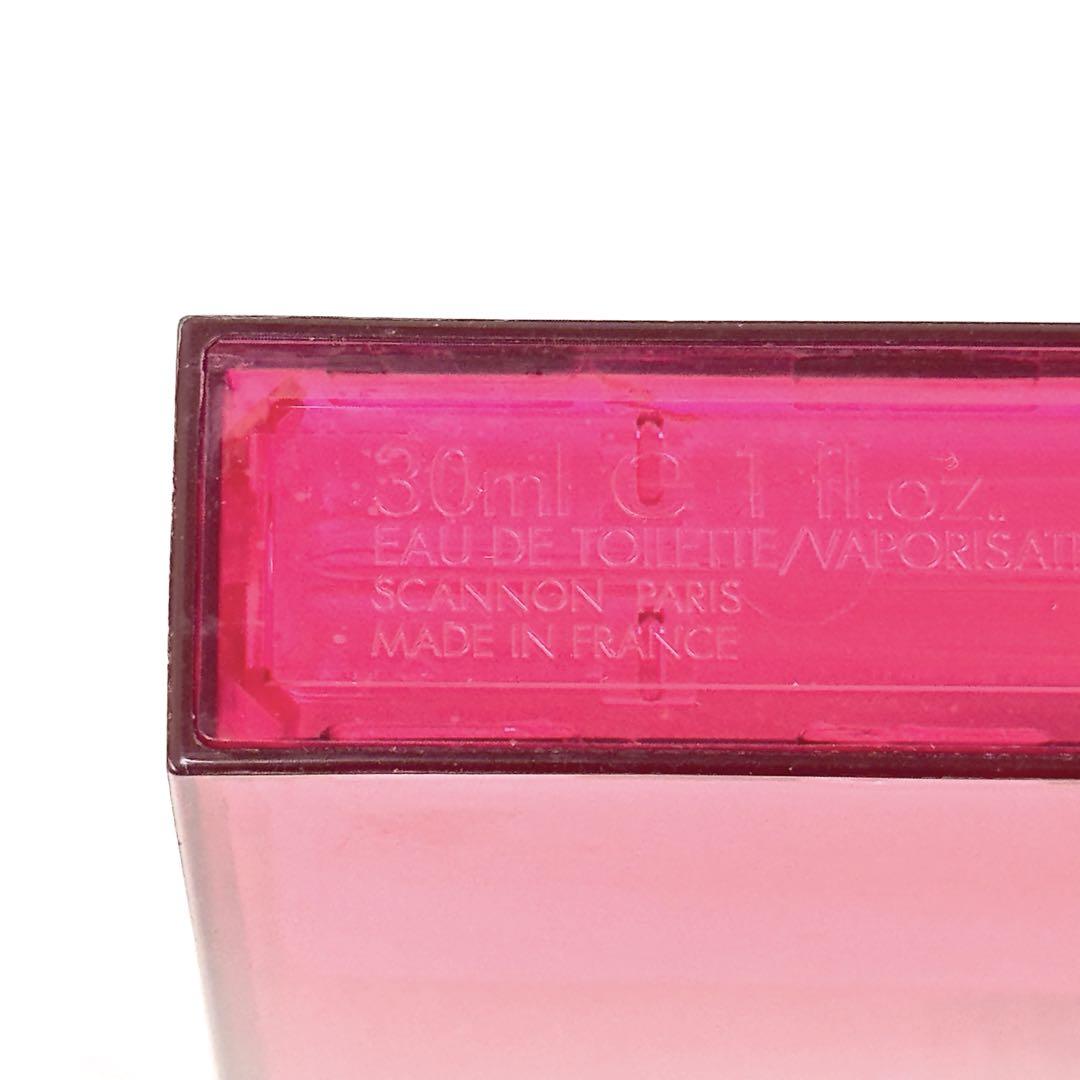 30ml e 1 fl.oz.
EAU DE TOILETTE/VAPORISAT
SCANNON PARIS
MADE IN FRANCE